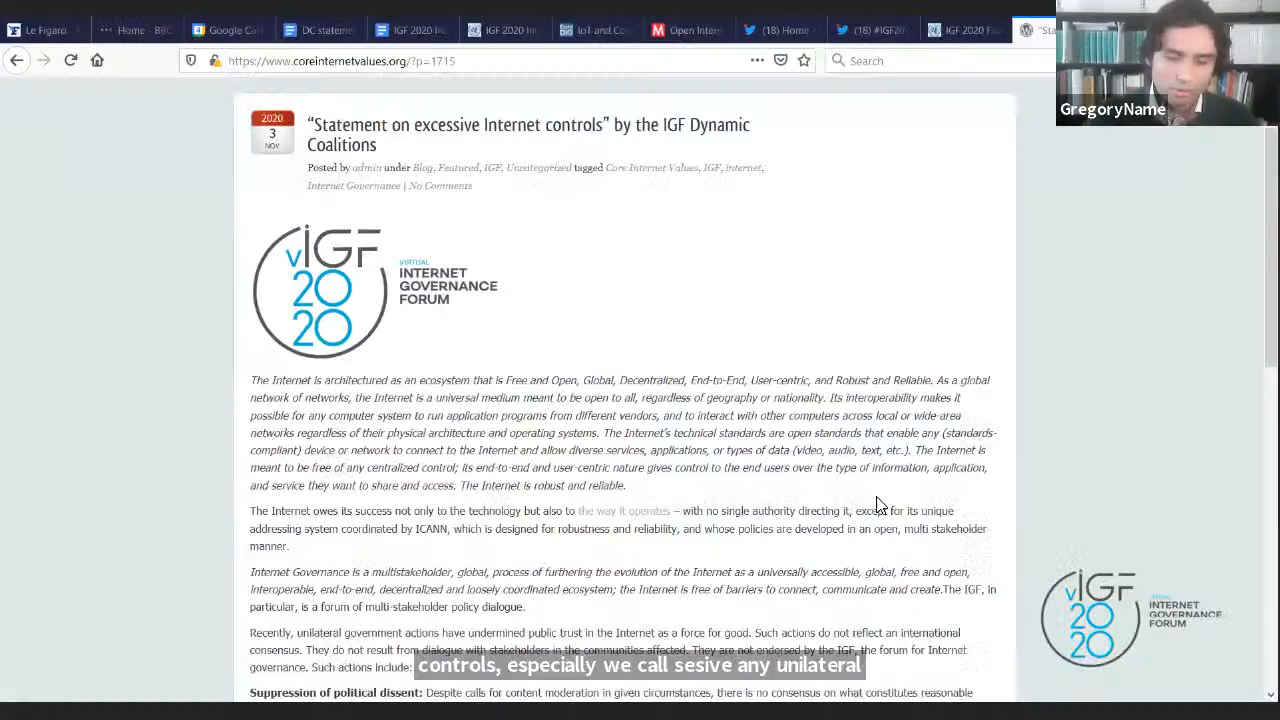 Le Figaro
Home - BBC
Google Cal
DC statem
IGF 2020 In
IGF 2020 In
IoT and Co
Open Inter
(18) Home
(18) #IGF20
IGF 2020 F
https://www.coreinternetvalues.org/?p=1715
Search
GregoryName
2020
3
NOV
“Statement on excessive Internet controls” by the IGF Dynamic
Coalitions
Posted by admin under Blog, Featured, IGF, Uncategorized tagged Core Internet Values, IGF, internet,
Internet Governance | No Comments
vIGF
2020
VIRTUAL
INTERNET
GOVERNANCE
FORUM
The Internet is architectured as an ecosystem that is Free and Open, Global, Decentralized, End-to-End, User-centric, and Robust and Reliable. As a global
network of networks, the Internet is a universal medium meant to be open to all, regardless of geography or nationality. Its interoperability makes it
possible for any computer system to run application programs from different vendors, and to interact with other computers across local or wide-area
networks regardless of their physical architecture and operating systems. The Internet's technical standards are open standards that enable any (standards-
compliant) device or network to connect to the Internet and allow diverse services, applications, or types of data (video, audio, text, etc.). The Internet is
meant to be free of any centralized control; its end-to-end and user-centric nature gives control to the end users over the type of information, application,
and service they want to share and access. The Internet is robust and reliable.
The Internet owes its success not only to the technology but also to the way it operates – with no single authority directing it, except for its unique
addressing system coordinated by ICANN, which is designed for robustness and reliability, and whose policies are developed in an open, multi stakeholder
manner.
Internet Governance is a multistakeholder, global, process of furthering the evolution of the Internet as a universally accessible, global, free and open,
interoperable, end-to-end, decentralized and loosely coordinated ecosystem; the Internet is free of barriers to connect, communicate and create.The IGF, in
particular, is a forum of multi-stakeholder policy dialogue.
Recently, unilateral government actions have undermined public trust in the Internet as a force for good. Such actions do not reflect an international
consensus. They do not result from dialogue with stakeholders in the communities affected. They are not endorsed by the IGF, the forum for Internet
governance. Such actions include:
controls, especially we call sesive any unilateral
Suppression of political dissent: Despite calls for content moderation in given circumstances, there is no consensus on what constitutes reasonable
vIGF
2020
INTERNET
GOVERNANCE
FORUM